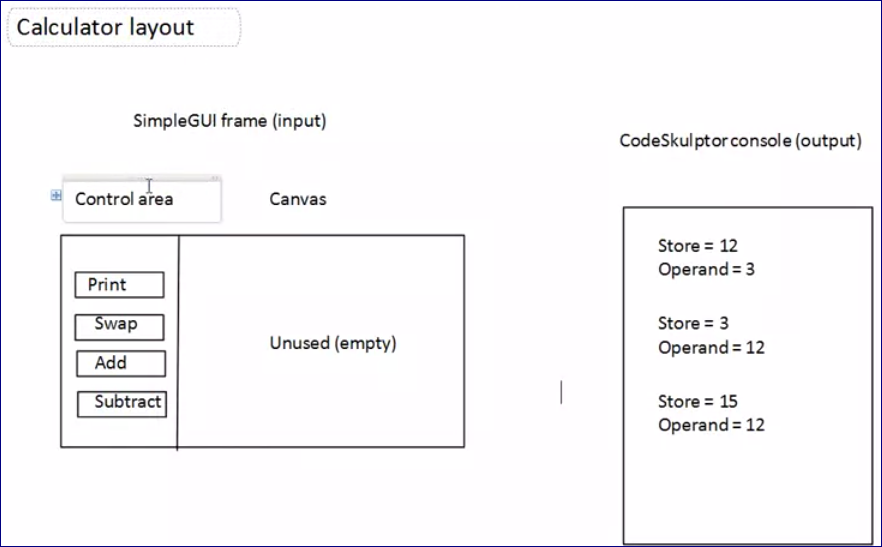 Calculator layout
SimpleGUI frame (input)
CodeSkulptor console (output)
Control area
Canvas
Print
Swap
Add
Subtract
Unused (empty)
Store = 12
Operand = 3
Store = 3
Operand = 12
Store = 15
Operand = 12